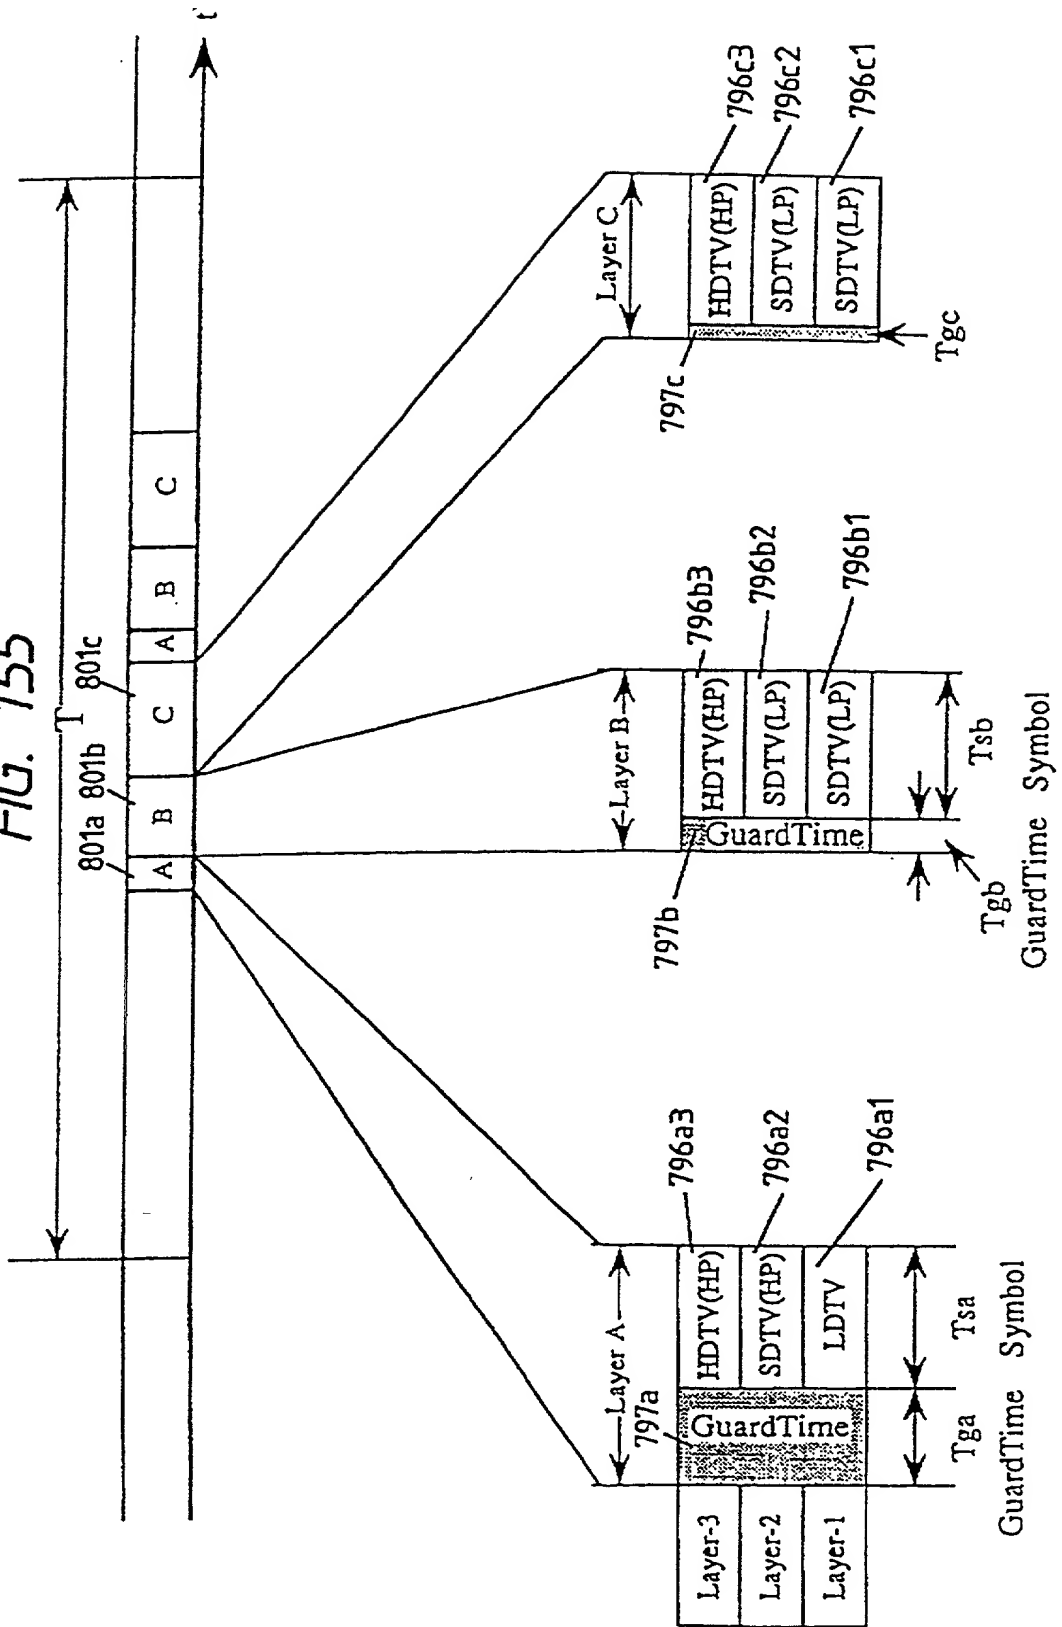 FIG. 155
T
t
801a 801b 801c
A B C A B C
Layer A
Layer B
Layer C
797a
797b
797c
Layer-3
Layer-2
Layer-1
GuardTime
HDTV(HP)
SDTV(HP)
LDTV
796a3
796a2
796a1
GuardTime
HDTV(HP)
SDTV(LP)
SDTV(LP)
796b3
796b2
796b1
HDTV(HP)
SDTV(LP)
SDTV(LP)
796c3
796c2
796c1
Tga Tsa
GuardTime Symbol
Tgb Tsb
GuardTime Symbol
Tgc